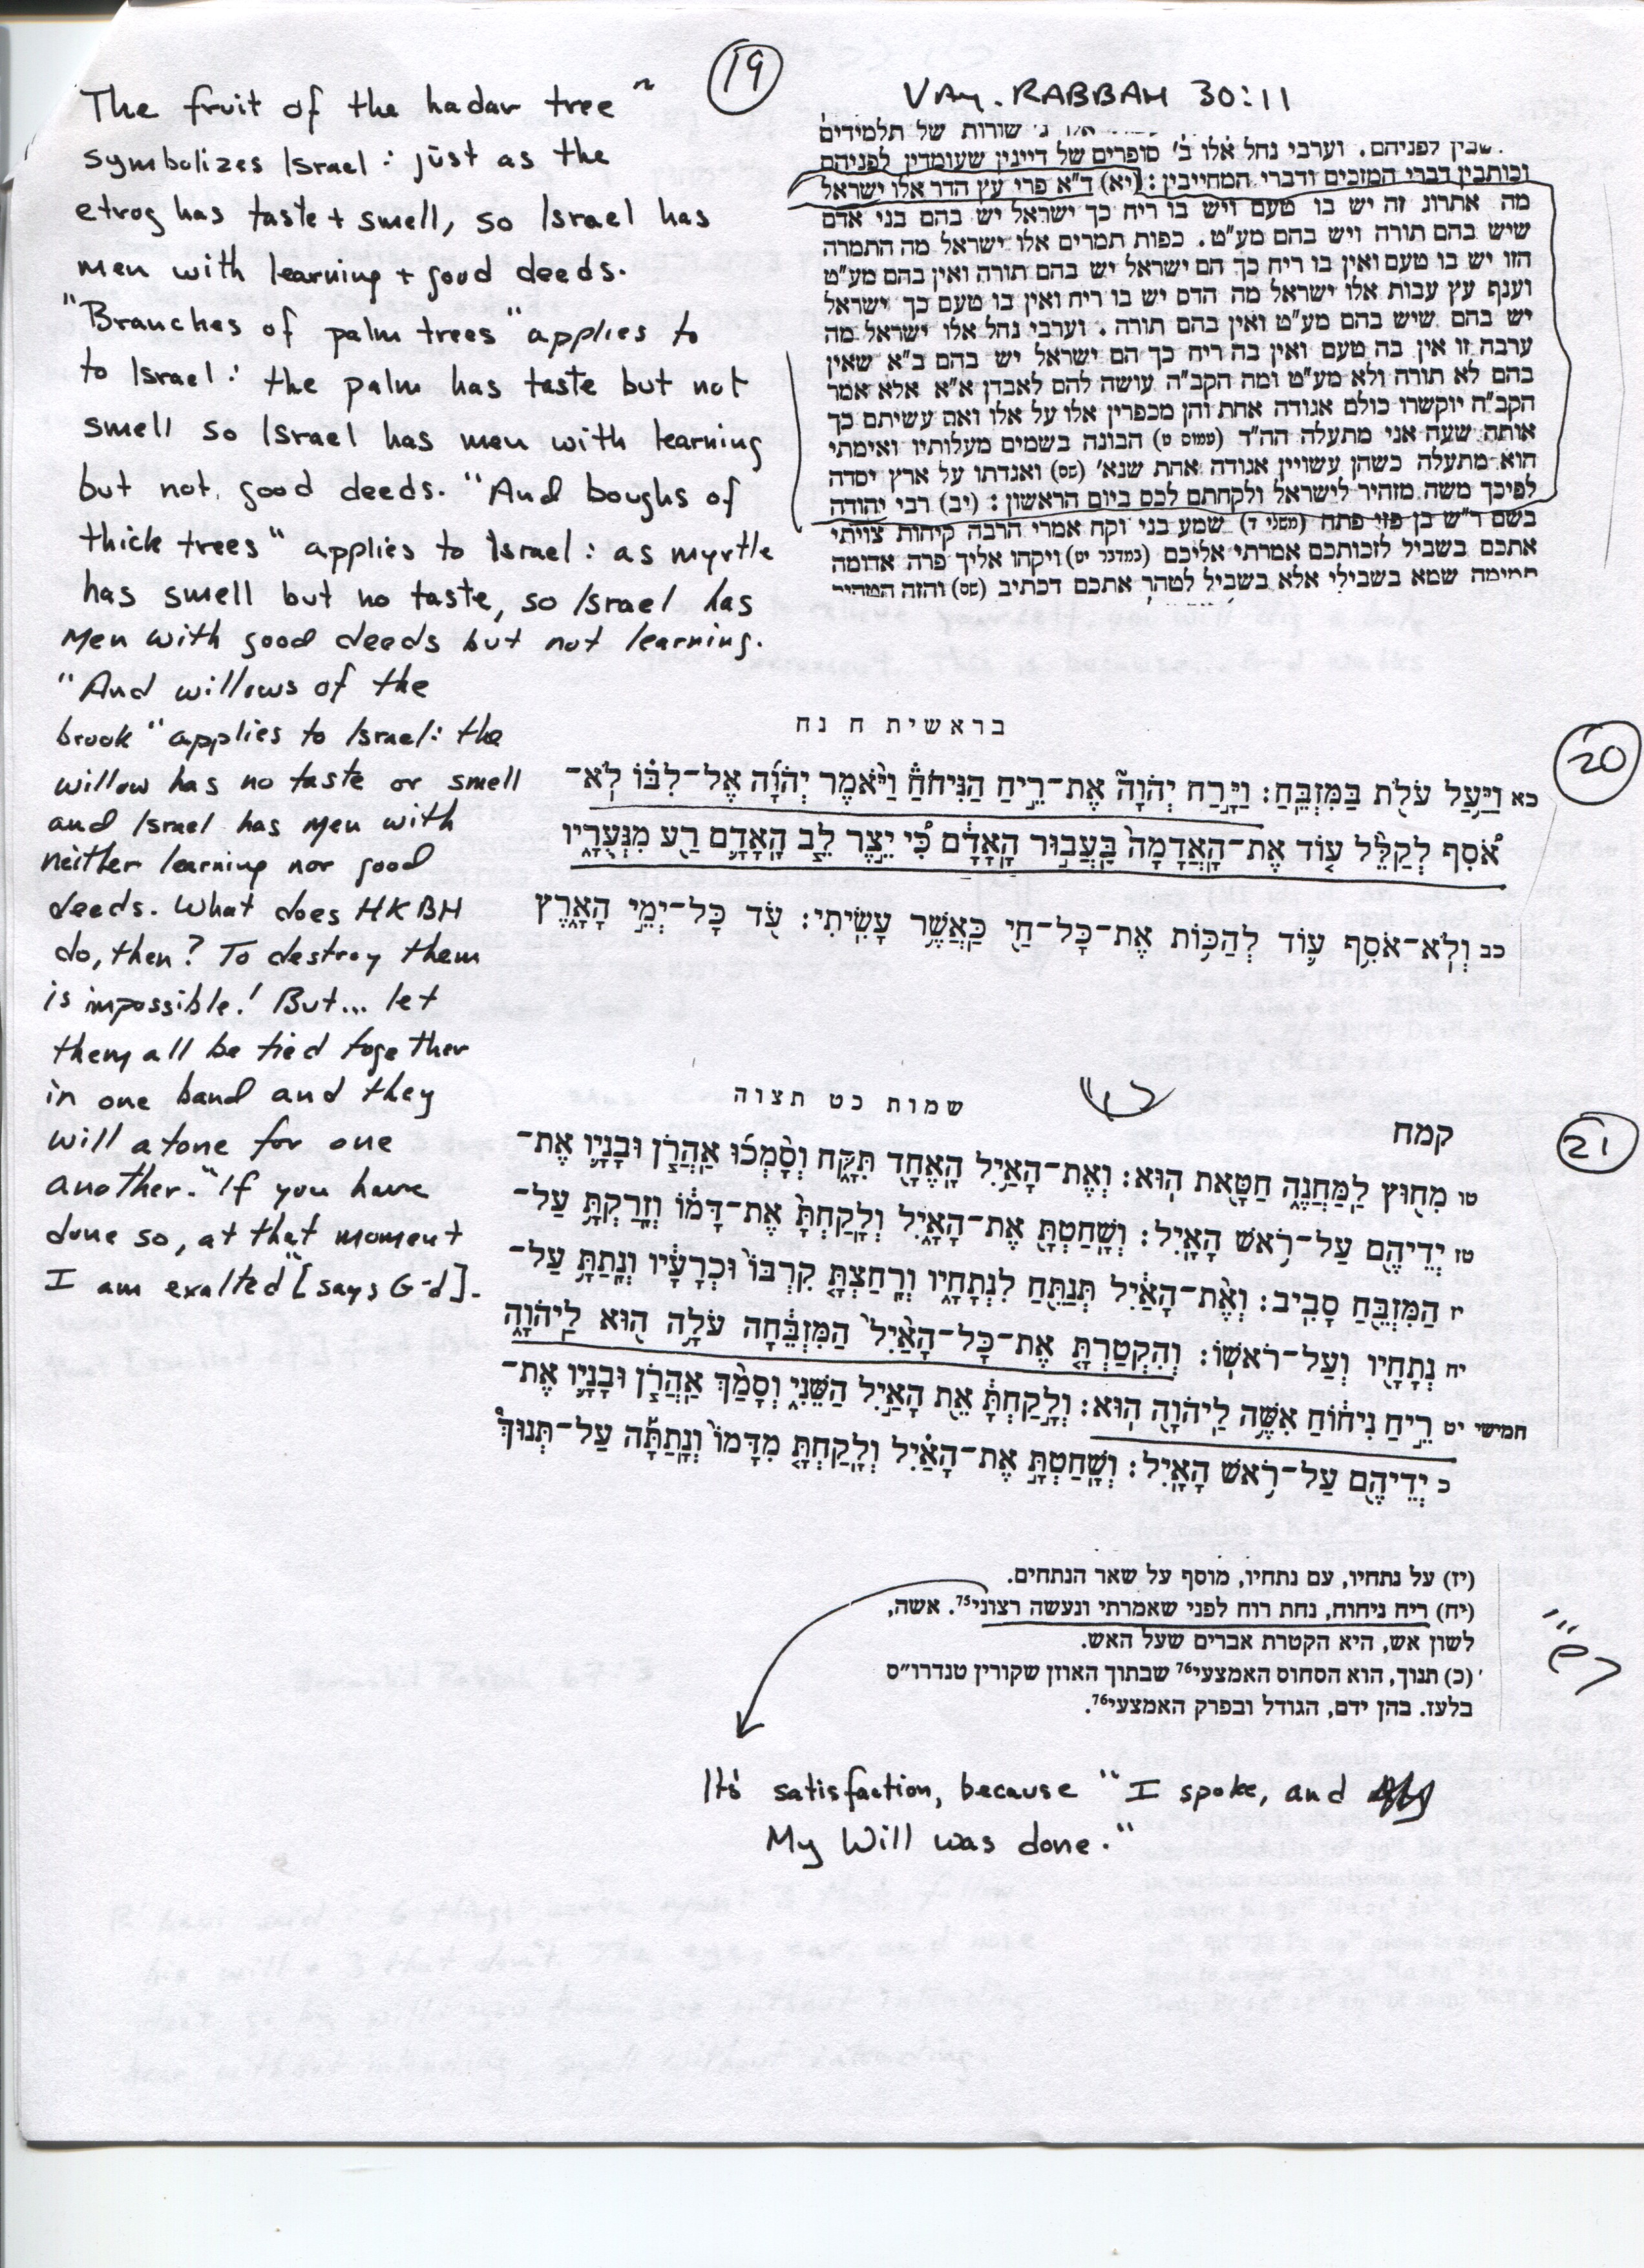 19
"The fruit of the hadar tree"
symbolizes Israel: just as the
etrog has taste + smell, so Israel has
men with learning + good deeds.
"Branches of palm trees" applies to
to Israel: the palm has taste but not
smell so Israel has men with learning
but not good deeds. "And boughs of
thick trees" applies to Israel: as myrtle
has smell but no taste, so Israel has
Men with good deeds but not learning.
"And willows of the
brook" applies to Israel: the
willow has no taste or smell
and Israel has men with
neither learning nor good
deeds. What does HKBH
do, then? To destroy them
is impossible! But... let
them all be tied together
in one band and they
will atone for one
another. "If you have
done so, at that moment
I am exalted" [says G-d].
VAY. RABBAH 30:11
שורות של תלמידים
לפניהם. וערבי נחל אלו ב' סופרים של דיינין שעומדין לפניהם
וכותבין דברי המזכים ודברי המחייבין: (יא) ד"א פרי עץ הדר אלו ישראל
מה אתרוג זה יש בו טעם ויש בו ריח כך ישראל יש בהם בני אדם
שיש בהם תורה ויש בהם מע"ט. כפות תמרים אלו ישראל מה התמרה
הזו יש בו טעם ואין בו ריח כך הם ישראל יש בהם תורה ואין בהם מע"ט
וענף עץ עבות אלו ישראל מה הדס יש בו ריח ואין בו טעם כך ישראל
יש בהם שיש בהם מע"ט ואין בהם תורה. וערבי נחל אלו ישראל מה
ערבה זו אין בה טעם ואין בה ריח כך הם ישראל יש בהם ב"א שאין
בהם לא תורה ולא מע"ט ומה הקב"ה עושה להם לאבדן א"א אלא אמר
הקב"ה יוקשרו כולם אגודה אחת והן מכפרין אלו על אלו ואם עשיתם כך
אותה שעה אני מתעלה הה"ד (עמוס ט) הבונה בשמים מעלותיו ואימתי
הוא מתעלה כשהן עשויין אגודה אחת שנא' (שם) ואגדתו על ארץ יסדה
לפיכך משה מזהיר לישראל ולקחתם לכם ביום הראשון: (יב) רבי יהודה
בשם ר"ש בן פזי פתח (משלי ד) שמע בני וקח אמרי הרבה קיחות צויתי
אתכם בשביל לזכותכם אמרתי אליכם (במדבר יט) ויקחו אליך פרה אדומה
תמימה שמא בשבילי אלא בשביל לטהר אתכם דכתיב (שם) והזה הטהור
בראשית ח נח
20
כא וַיַּ֥עַל עֹלֹ֖ת בַּמִּזְבֵּֽחַ׃ וַיָּ֣רַח יְהֹוָה֮ אֶת־רֵ֣יחַ הַנִּיחֹ֒חַ֒ וַיֹּ֨אמֶר יְהֹוָ֜ה אֶל־לִבּ֗וֹ לֹֽא־
אֹ֠סִף לְקַלֵּ֨ל ע֤וֹד אֶת־הָֽאֲדָמָה֙ בַּֽעֲב֣וּר הָֽאָדָ֔ם כִּ֠י יֵ֣צֶר לֵ֧ב הָֽאָדָ֛ם רַ֖ע מִנְּעֻרָ֑יו
כב וְלֹֽא־אֹסִ֥ף ע֛וֹד לְהַכּ֥וֹת אֶת־כׇּל־חַ֖י כַּֽאֲשֶׁ֥ר עָשִֽׂיתִי׃ עֹ֖ד כׇּל־יְמֵ֣י הָאָ֑רֶץ
שמות כט תצוה
קמח
21
טו מִח֣וּץ לַֽמַּחֲנֶ֑ה חַטָּ֖את הֽוּא׃ וְאֶת־הָאַ֥יִל הָאֶחָ֖ד תִּקָּ֑ח וְסָ֨מְכ֜וּ אַהֲרֹ֧ן וּבָנָ֛יו אֶת־
טז יְדֵיהֶ֖ם עַל־רֹ֥אשׁ הָאָֽיִל׃ וְשָׁחַטְתָּ֖ אֶת־הָאָ֑יִל וְלָֽקַחְתָּ֙ אֶת־דָּמ֔וֹ וְזָרַקְתָּ֥ עַל־
יז הַמִּזְבֵּ֖חַ סָבִֽיב׃ וְאֶ֨ת־הָאַ֔יִל תְּנַתֵּ֖חַ לִנְתָחָ֑יו וְרָחַצְתָּ֤ קִרְבּוֹ֙ וּכְרָעָ֔יו וְנָתַתָּ֥ עַל־
יח נְתָחָ֖יו וְעַל־רֹאשֽׁוֹ׃ וְהִקְטַרְתָּ֤ אֶת־כׇּל־הָאַ֙יִל֙ הַמִּזְבֵּ֔חָה עֹלָ֥ה ה֖וּא לַֽיהֹוָ֑ה
חמישי יט רֵ֣יחַ נִיח֔וֹחַ אִשֶּׁ֥ה לַיהֹוָ֖ה הֽוּא׃ וְלָ֣קַחְתָּ֔ אֵ֖ת הָאַ֣יִל הַשֵּׁנִ֑י וְסָמַ֨ךְ אַהֲרֹ֧ן וּבָנָ֛יו אֶת־
כ יְדֵיהֶ֖ם עַל־רֹ֥אשׁ הָאָֽיִל׃ וְשָׁחַטְתָּ֣ אֶת־הָאַ֗יִל וְלָקַחְתָּ֤ מִדָּמוֹ֙ וְנָֽתַתָּ֡ה עַל־תְּנוּךְ֩
(יז) על נתחיו, עם נתחיו, מוסף על שאר הנתחים.
(יח) ריח ניחוח, נחת רוח לפני שאמרתי ונעשה רצוני⁷⁵. אשה,
לשון אש, היא הקטרת אברים שעל האש.
(כ) תנוך, הוא הסחוס האמצעי⁷⁶ שבתוך האוזן שקורין טנדרו"ס
בלעז. בהן ידם, הגודל ובפרק האמצעי⁷⁶.
רש"י
It's satisfaction, because "I spoke, and
My Will was done."